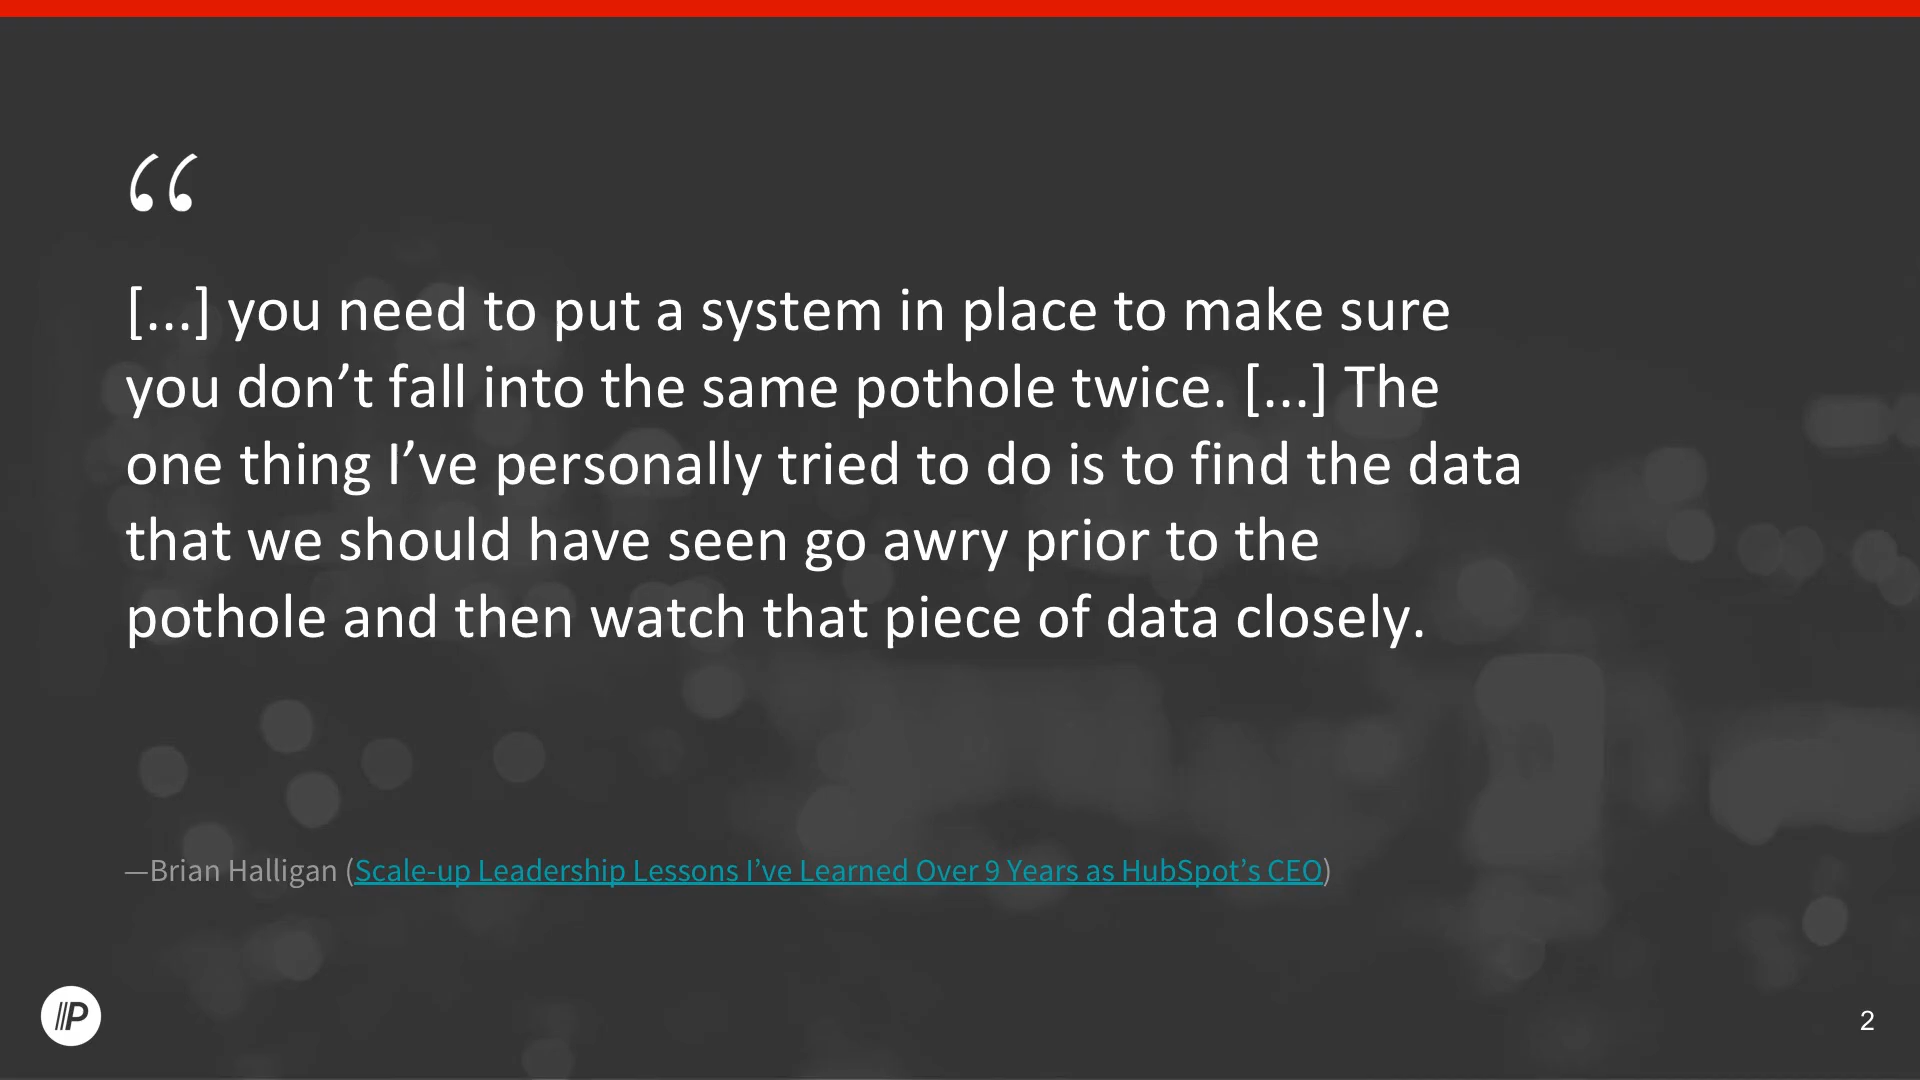 “
[...] you need to put a system in place to make sure
you don’t fall into the same pothole twice. [...] The
one thing I’ve personally tried to do is to find the data
that we should have seen go awry prior to the
pothole and then watch that piece of data closely.
—Brian Halligan (Scale-up Leadership Lessons I’ve Learned Over 9 Years as HubSpot’s CEO)
P
2